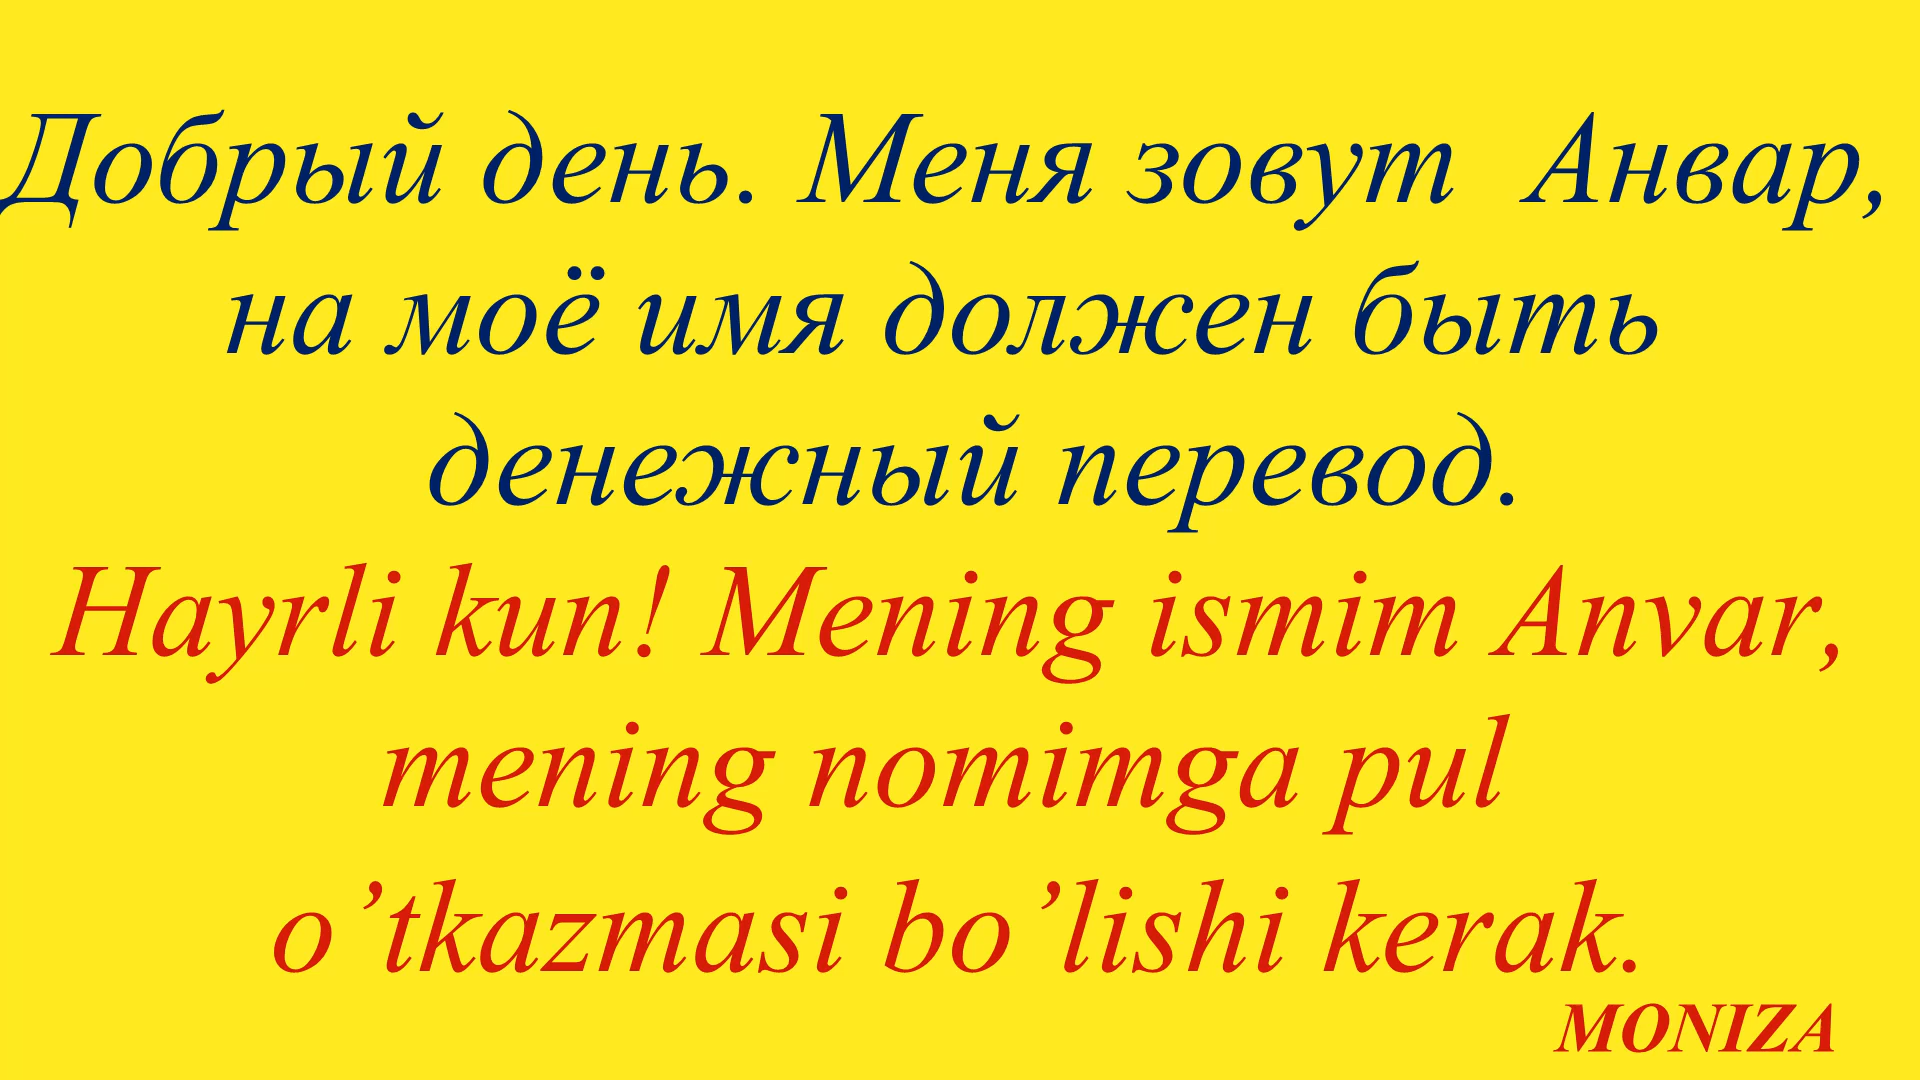 Добрый день. Меня зовут Анвар,
на моё имя должен быть
денежный перевод.
Hayrli kun! Mening ismim Anvar,
mening nomimga pul
o’tkazmasi bo’lishi kerak.
MONIZA